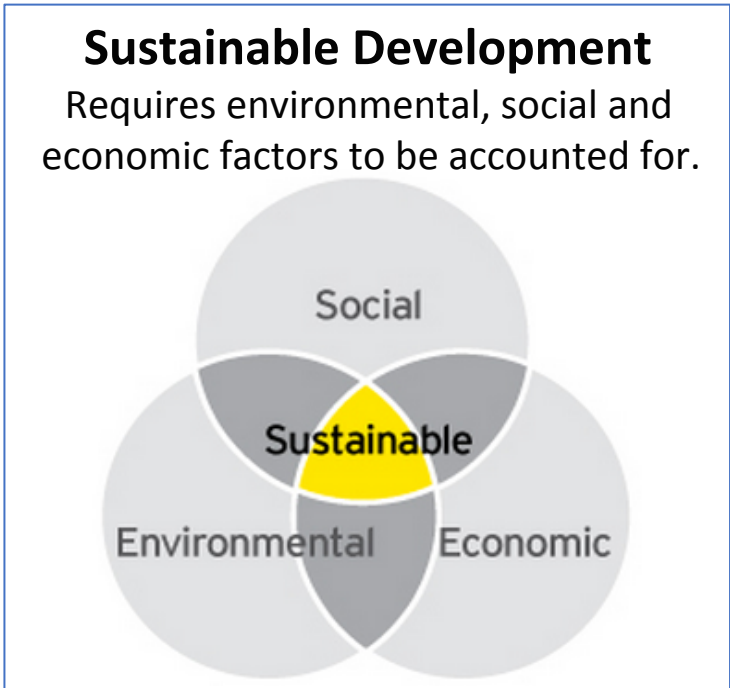 Sustainable Development
Requires environmental, social and
economic factors to be accounted for.
Social
Sustainable
Environmental
Economic